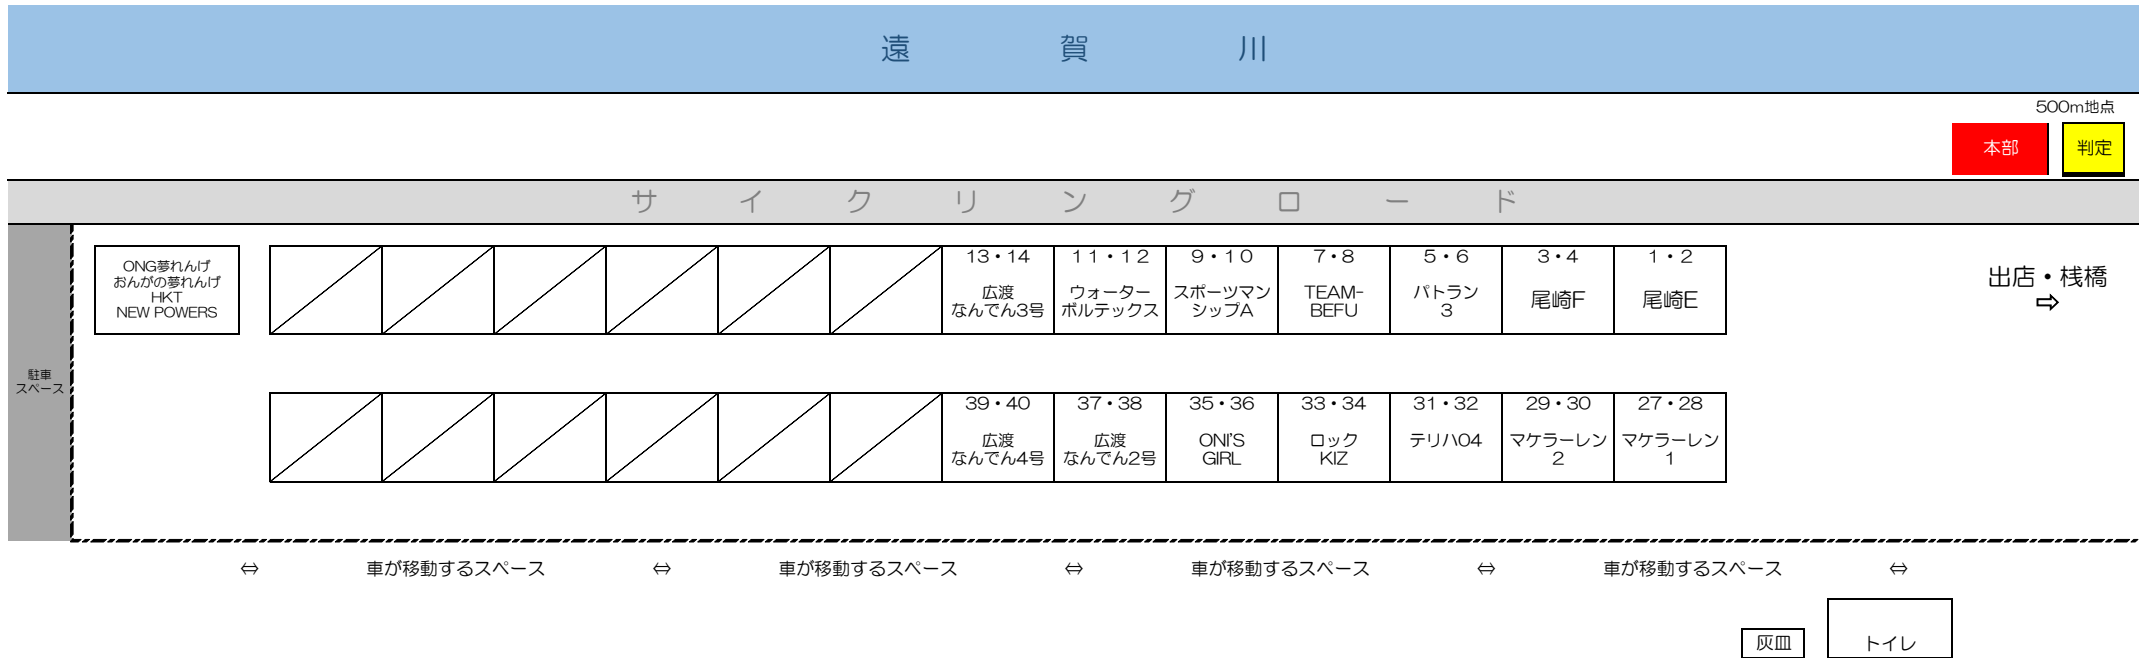 遠 賀 川
500m地点
本部
判定
サ イ ク リ ン グ ロ ー ド
ONG夢れんげ
おんがの夢れんげ
HKT
NEW POWERS
13・14
広渡
なんでん3号
11・12
ウォーター
ボルテックス
9・10
スポーツマン
シップA
7・8
TEAM-
BEFU
5・6
パトラン
3
3・4
尾崎F
1・2
尾崎E
出店・桟橋
⇨
駐車
スペース
39・40
広渡
なんでん4号
37・38
広渡
なんでん2号
35・36
ONI'S
GIRL
33・34
ロック
KIZ
31・32
テリハ04
29・30
マケラーレン
2
27・28
マケラーレン
1
⇔ 車が移動するスペース ⇔ 車が移動するスペース ⇔ 車が移動するスペース ⇔ 車が移動するスペース ⇔
灰皿
トイレ